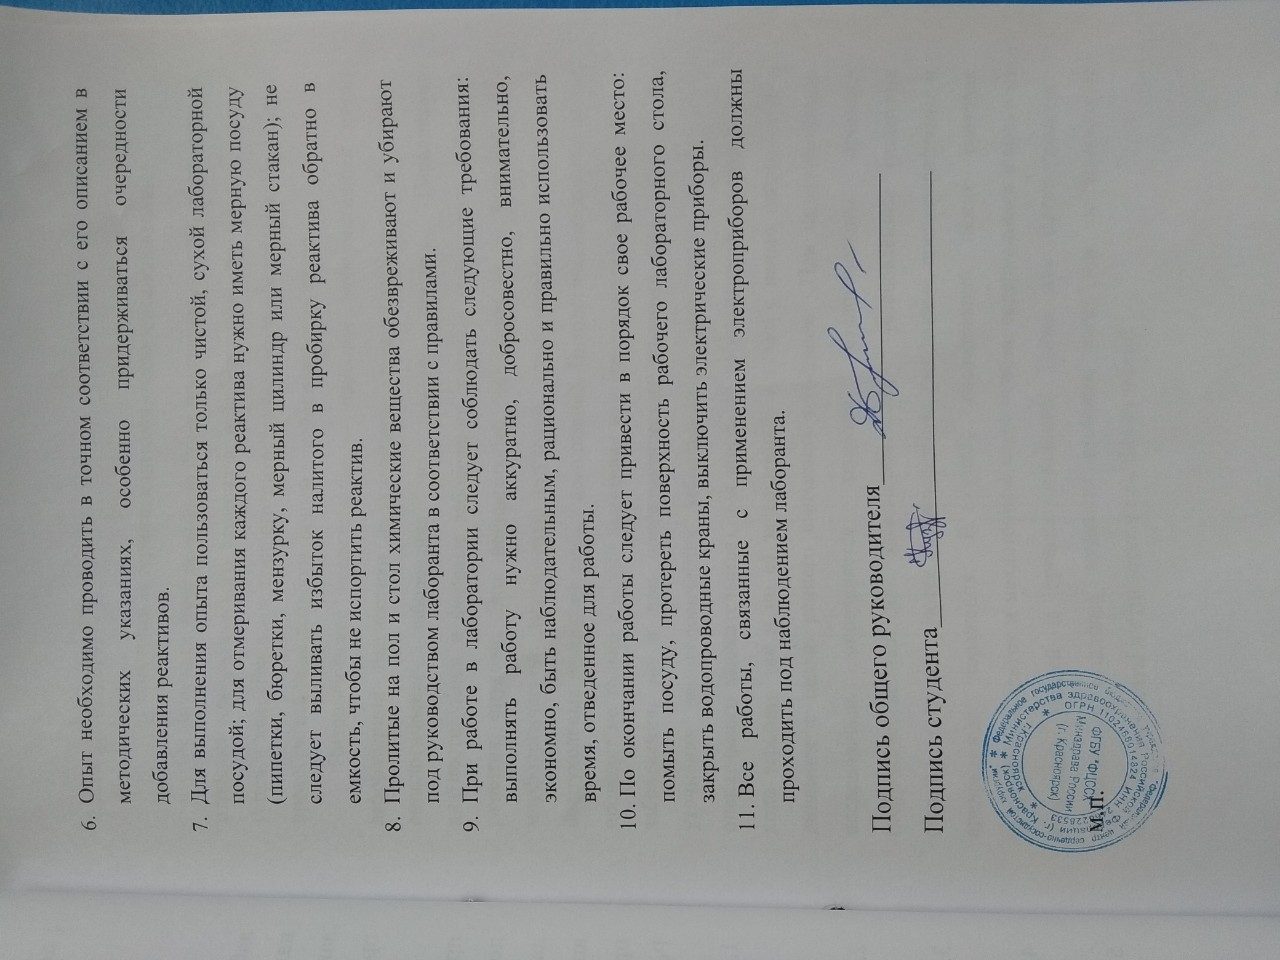 6. Опыт необходимо проводить в точном соответствии с его описанием в
методических указаниях, особенно придерживаться очередности
добавления реактивов.
7. Для выполнения опыта пользоваться только чистой, сухой лабораторной
посудой; для отмеривания каждого реактива нужно иметь мерную посуду
(пипетки, бюретки, мензурку, мерный цилиндр или мерный стакан); не
следует выливать избыток налитого в пробирку реактива обратно в
емкость, чтобы не испортить реактив.
8. Пролитые на пол и стол химические вещества обезвреживают и убирают
под руководством лаборанта в соответствии с правилами.
9. При работе в лаборатории следует соблюдать следующие требования:
выполнять работу нужно аккуратно, добросовестно, внимательно,
экономно, быть наблюдательным, рационально и правильно использовать
время, отведенное для работы.
10. По окончании работы следует привести в порядок свое рабочее место:
помыть посуду, протереть поверхность рабочего лабораторного стола,
закрыть водопроводные краны, выключить электрические приборы.
11. Все работы, связанные с применением электроприборов должны
проходить под наблюдением лаборанта.
Подпись общего руководителя
Подпись студента
М.П.
ФГБУ "ФЦССХ"
Минздрава России
(г. Красноярск)